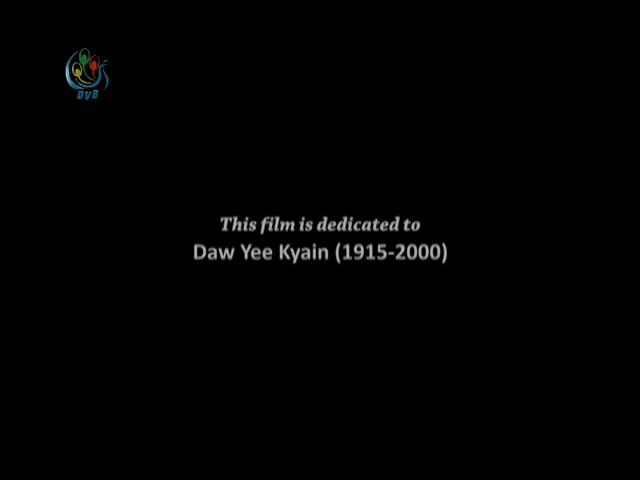 DVB
This film is dedicated to
Daw Yee Kyain (1915-2000)